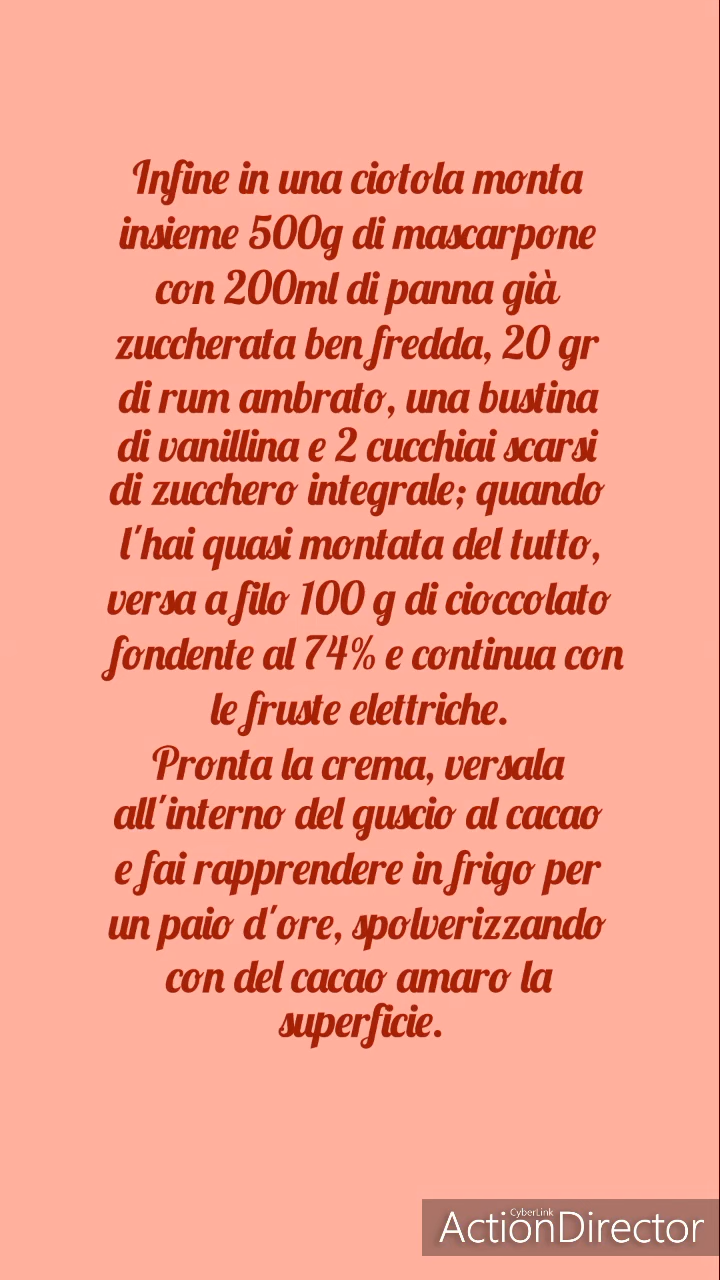 Infine in una ciotola monta
insieme 500g di mascarpone
con 200ml di panna già
zuccherata ben fredda, 20 gr
di rum ambrato, una bustina
di vanillina e 2 cucchiai scarsi
di zucchero integrale; quando
l'hai quasi montata del tutto,
versa a filo 100 g di cioccolato
fondente al 74% e continua con
le fruste elettriche.
Pronta la crema, versala
all'interno del guscio al cacao
e fai rapprendere in frigo per
un paio d'ore, spolverizzando
con del cacao amaro la
superficie.
CyberLink
ActionDirector